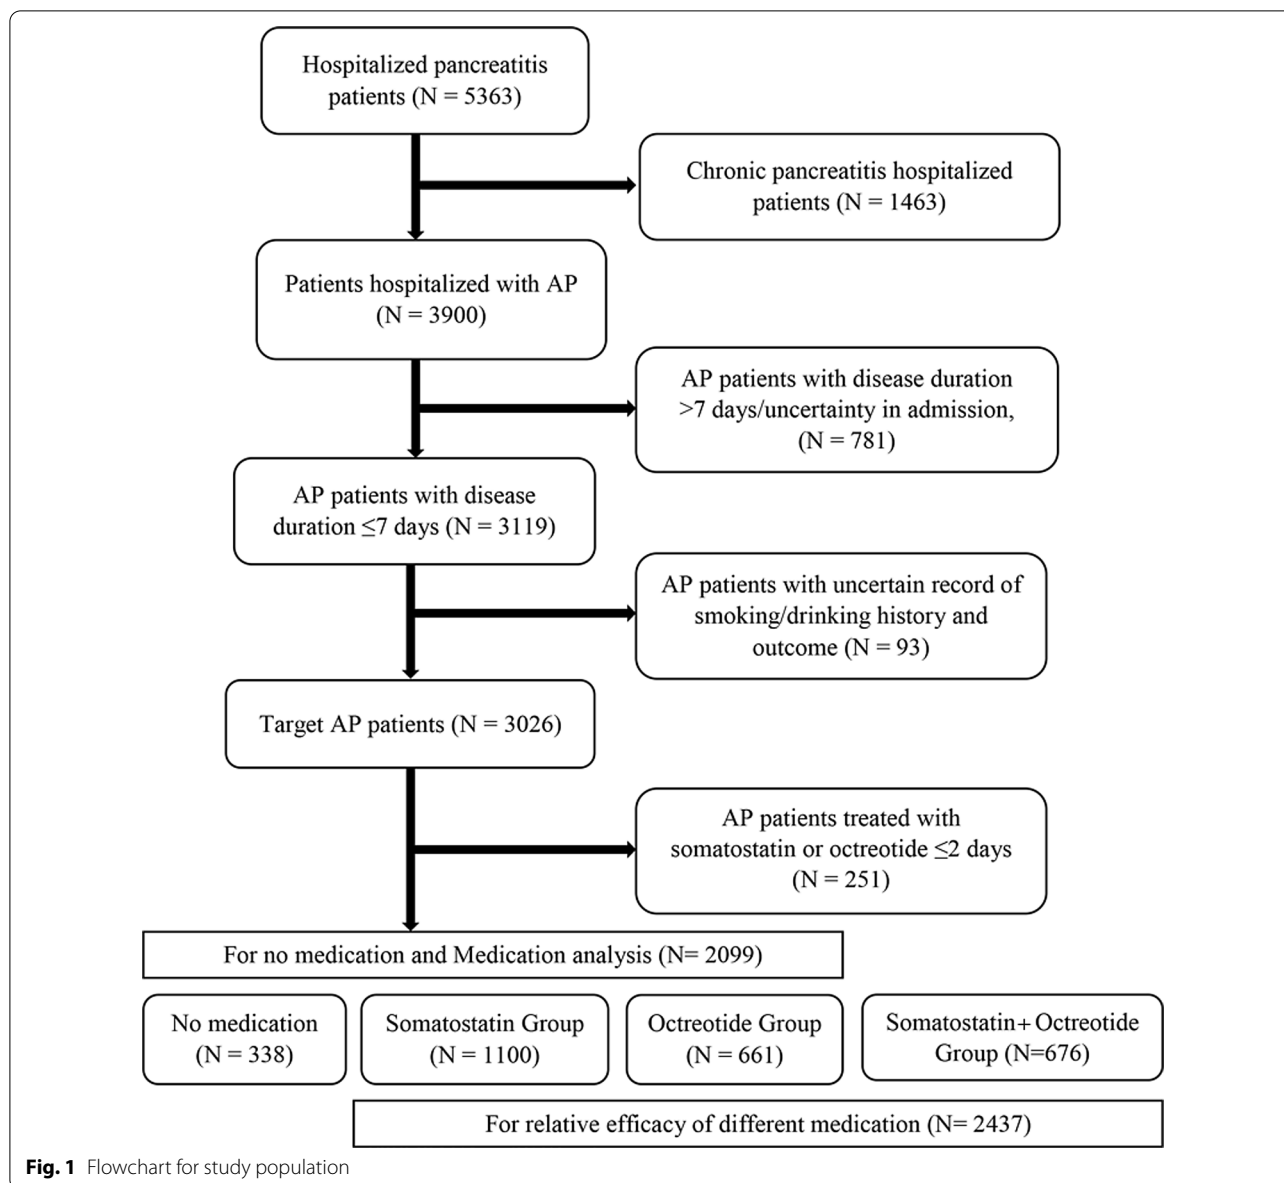 Hospitalized pancreatitis
patients (N = 5363)
Chronic pancreatitis hospitalized
patients (N = 1463)
Patients hospitalized with AP
(N = 3900)
AP patients with disease duration
>7 days/uncertainty in admission,
(N = 781)
AP patients with disease
duration ≤7 days (N = 3119)
AP patients with uncertain record of
smoking/drinking history and
outcome (N = 93)
Target AP patients (N = 3026)
AP patients treated with
somatostatin or octreotide ≤2 days
(N = 251)
For no medication and Medication analysis (N= 2099)
No medication
(N = 338)
Somatostatin Group
(N = 1100)
Octreotide Group
(N = 661)
Somatostatin+ Octreotide
Group (N=676)
For relative efficacy of different medication (N= 2437)
Fig. 1 Flowchart for study population